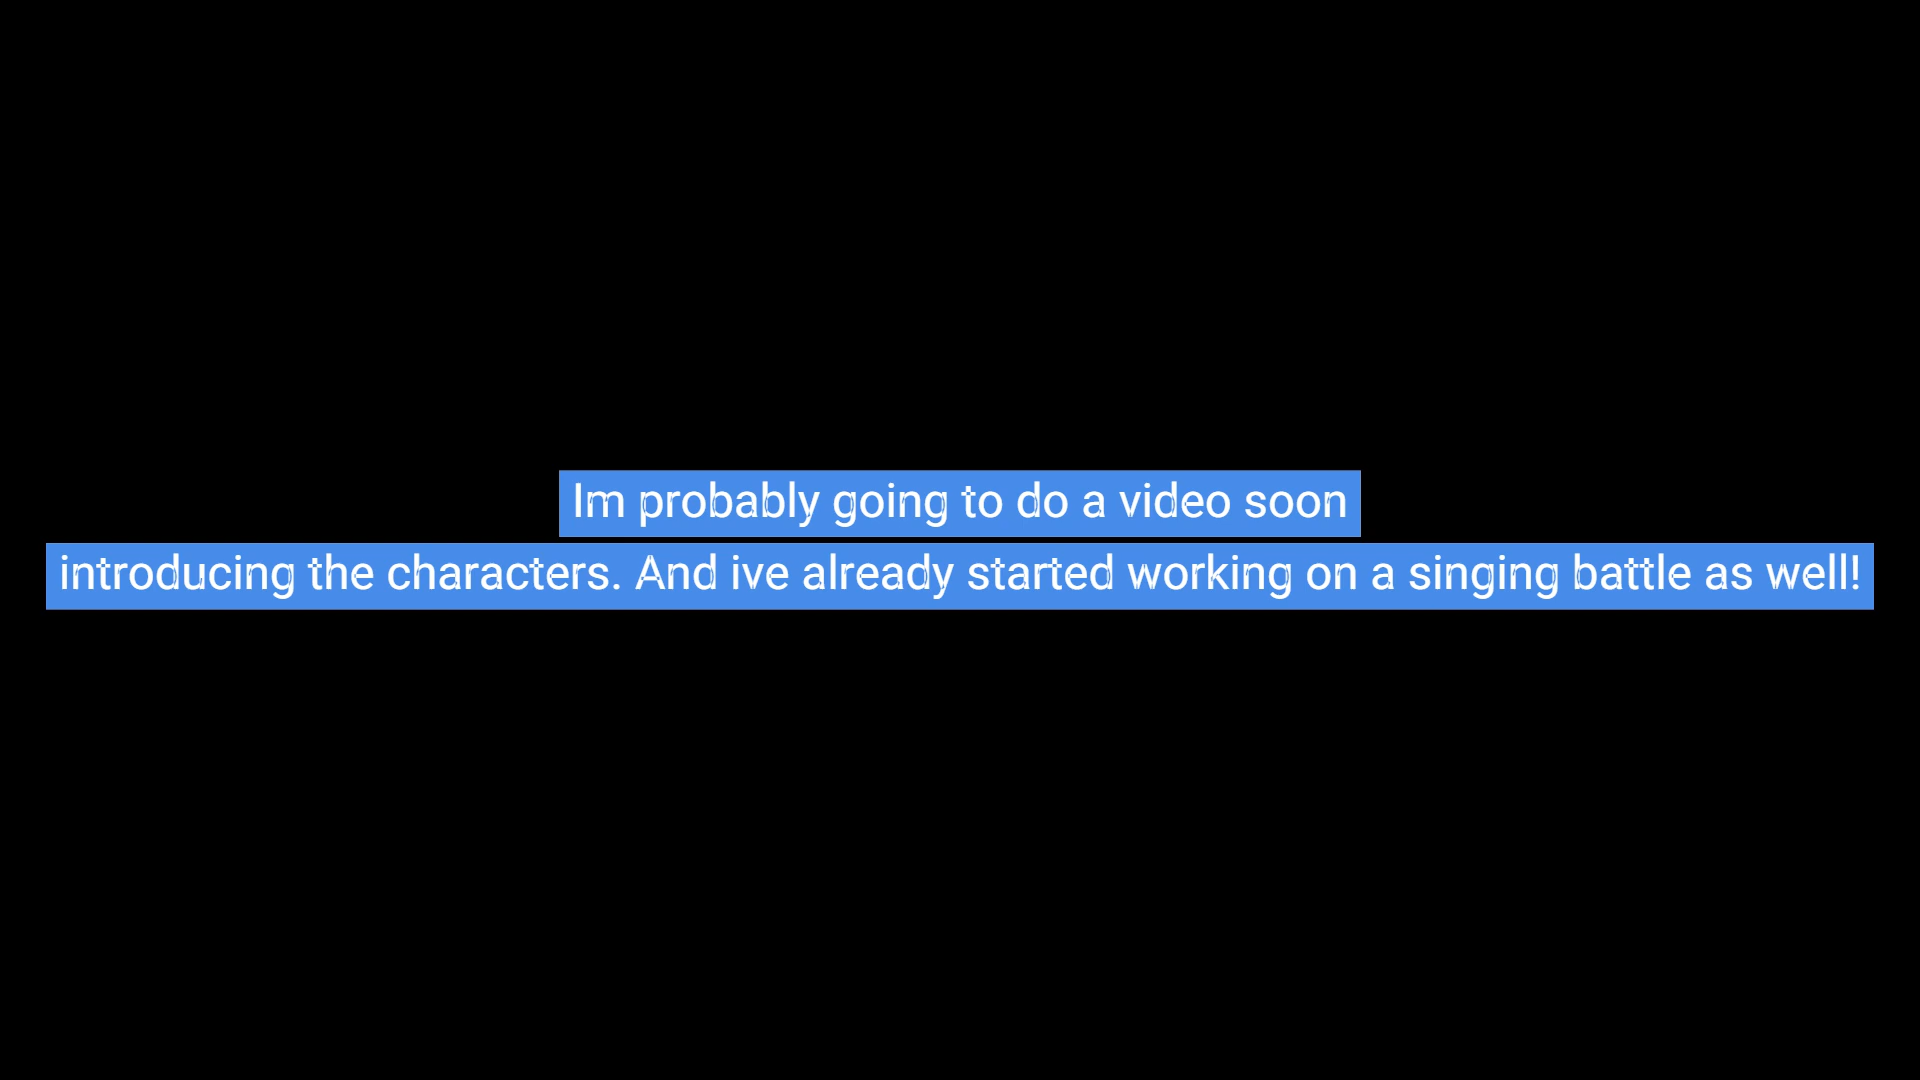 Im probably going to do a video soon
introducing the characters. And ive already started working on a singing battle as well!